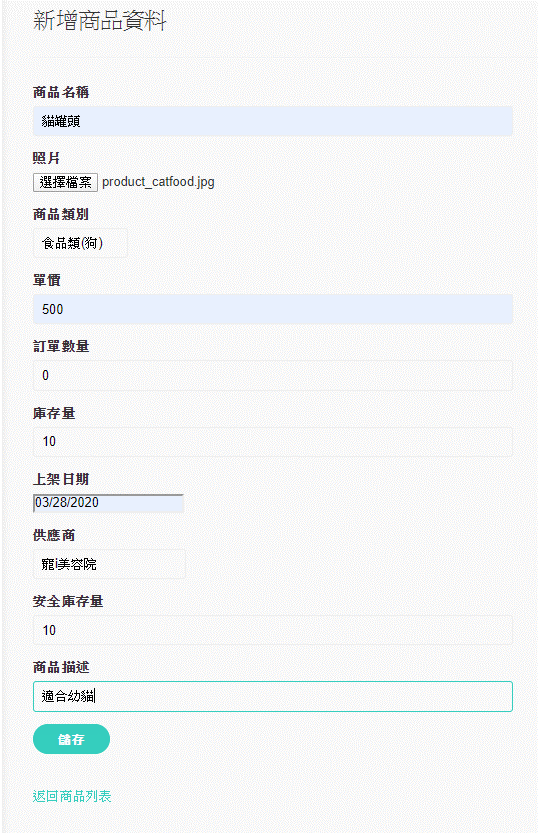 新增商品資料
商品名稱
貓罐頭
照片
選擇檔案 product_catfood.jpg
商品類別
食品類(狗)
單價
500
訂單數量
0
庫存量
10
上架日期
03/28/2020
供應商
寵i美容院
安全庫存量
10
商品描述
適合幼貓
儲存
返回商品列表